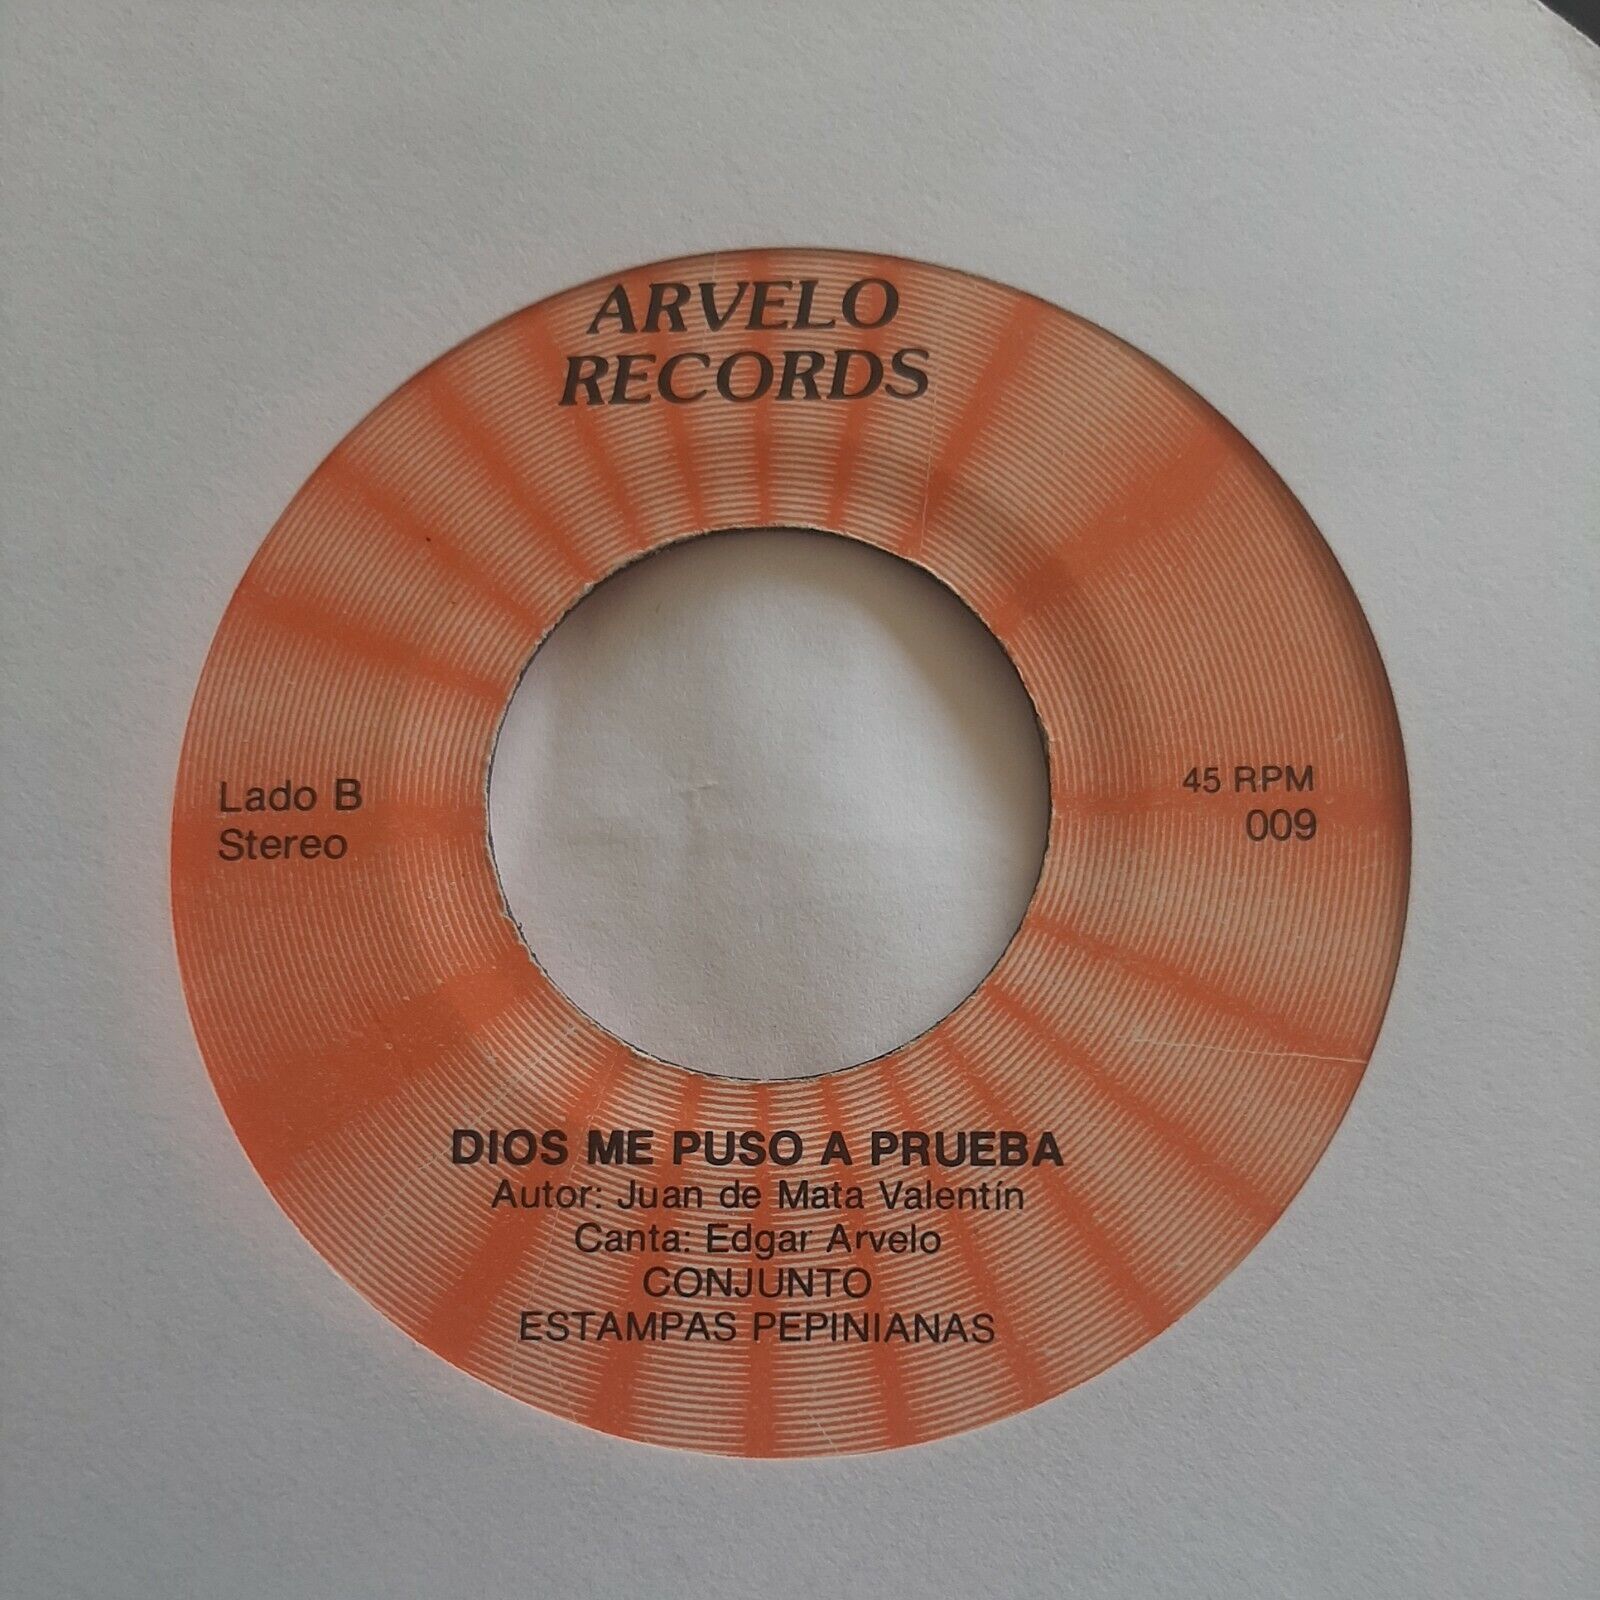 ARVELO
RECORDS
Lado B
Stereo
45 RPM
009
DIOS ME PUSO A PRUEBA
Autor: Juan de Mata Valentín
Canta: Edgar Arvelo
CONJUNTO
ESTAMPAS PEPINIANAS